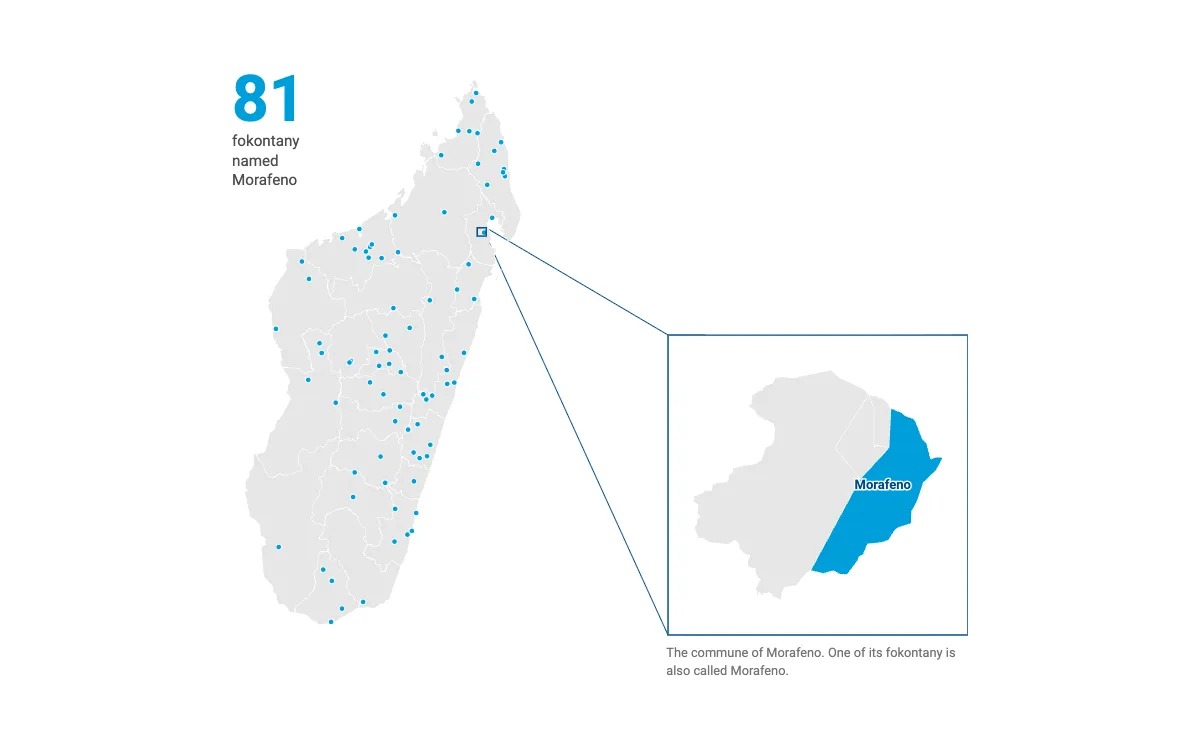 81
fokontany
named
Morafeno
Morafeno
The commune of Morafeno. One of its fokontany is
also called Morafeno.